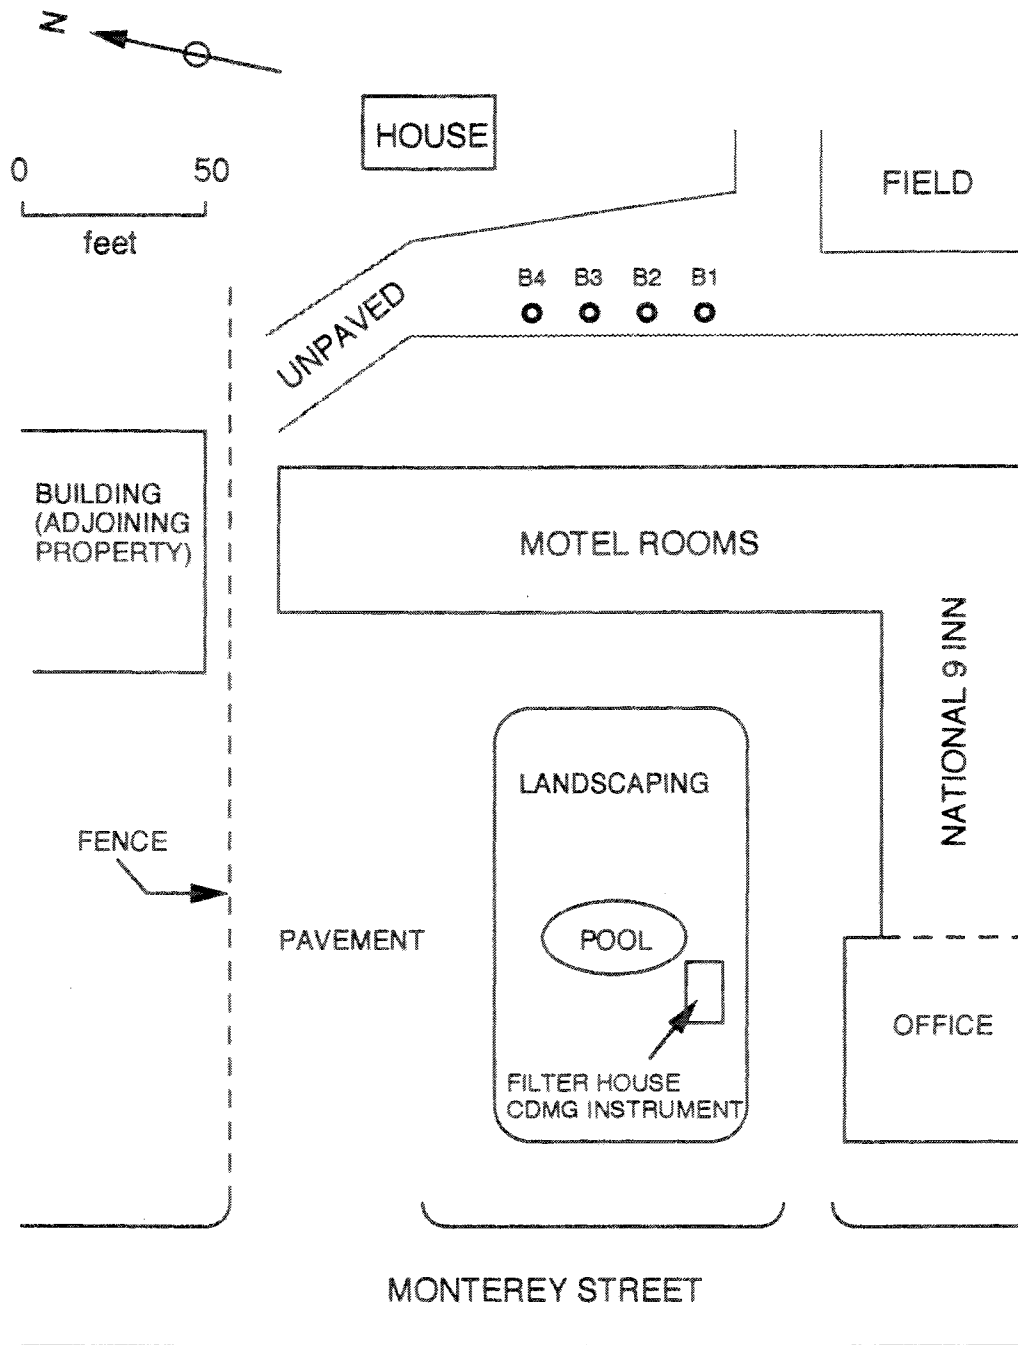 N
HOUSE
0 50
feet
FIELD
B4 B3 B2 B1
UNPAVED
BUILDING
(ADJOINING
PROPERTY)
MOTEL ROOMS
NATIONAL 9 INN
LANDSCAPING
FENCE
PAVEMENT
POOL
OFFICE
FILTER HOUSE
CDMG INSTRUMENT
MONTEREY STREET